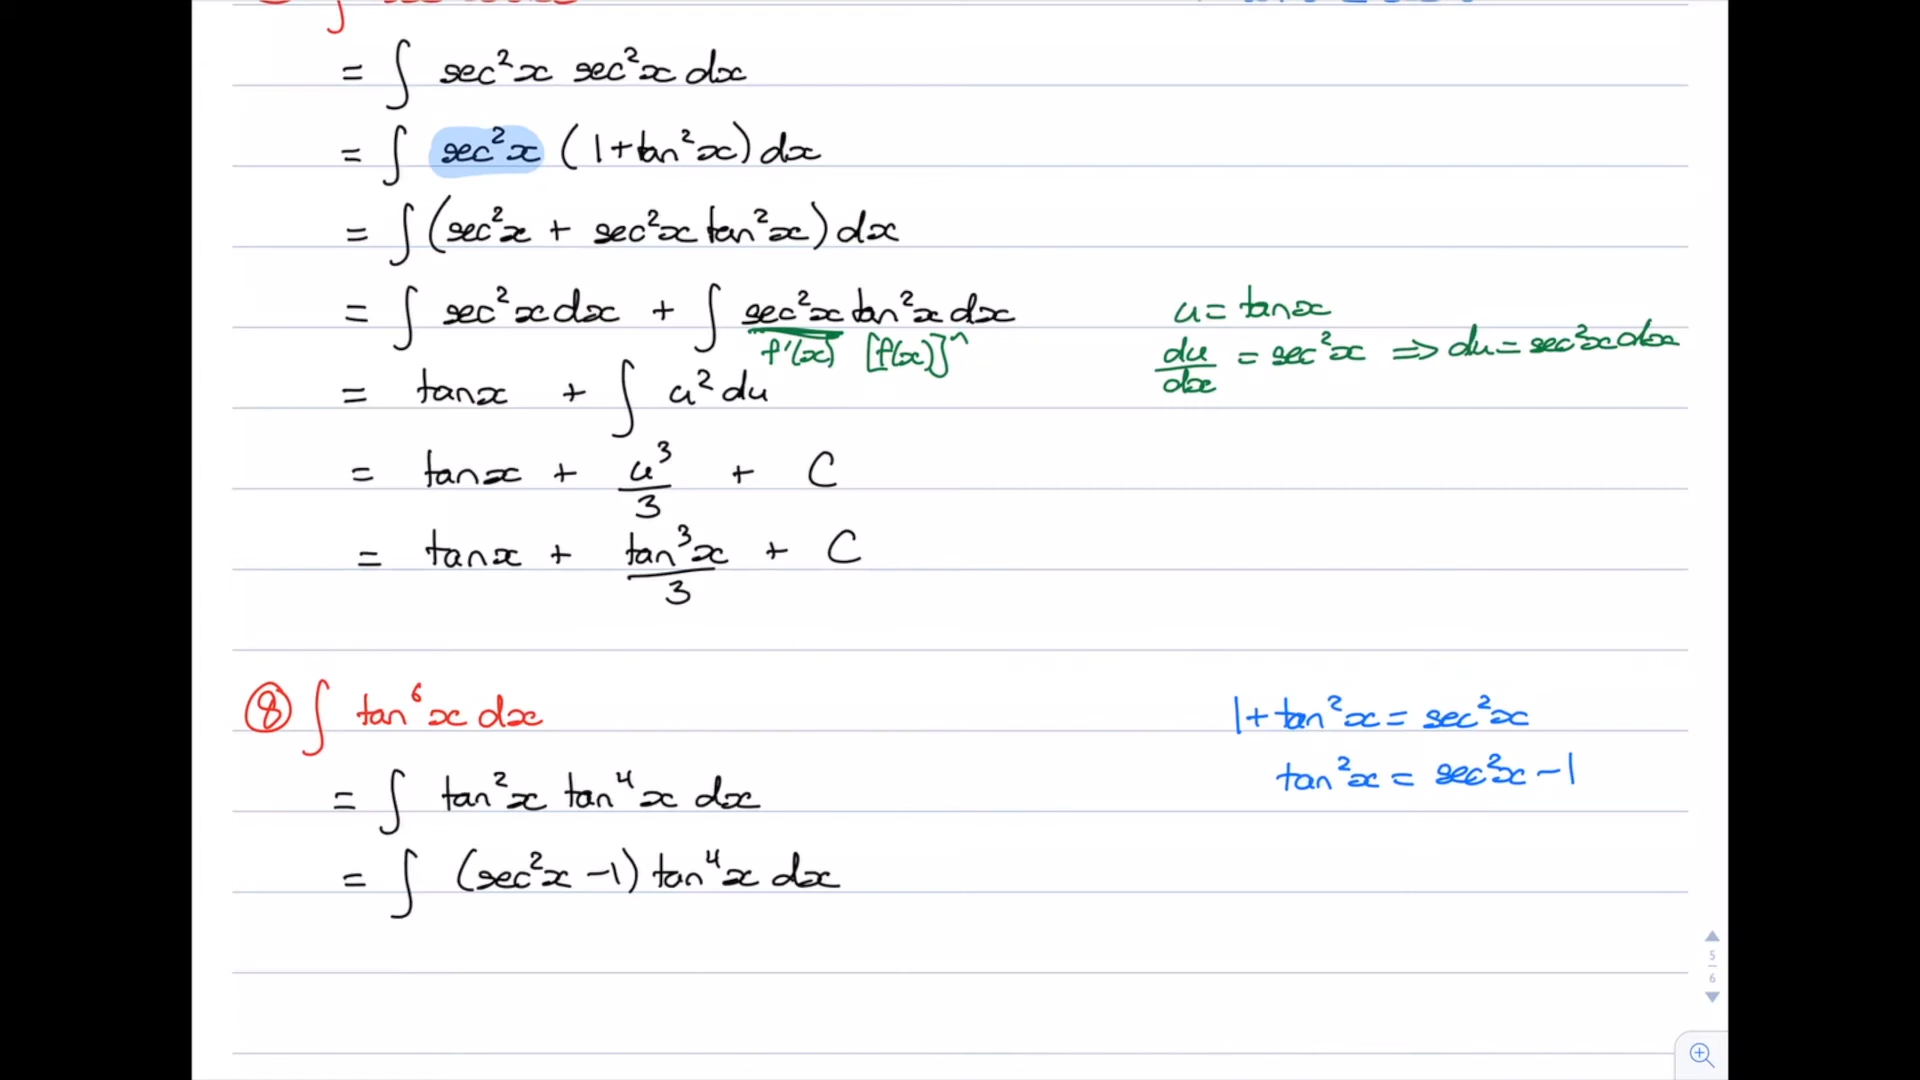 = ∫ sec²x sec²x dx
= ∫ sec²x (1+tan²x) dx
= ∫ (sec²x + sec²x tan²x) dx
= ∫ sec²x dx + ∫ sec²x tan²x dx
f'(x) [f(x)]ⁿ
u = tanx
du/dx = sec²x ⟹ du = sec²x dx
= tanx + ∫ u² du
= tanx + u³/3 + C
= tanx + tan³x/3 + C
⑧ ∫ tan⁶x dx
1 + tan²x = sec²x
tan²x = sec²x - 1
= ∫ tan²x tan⁴x dx
= ∫ (sec²x - 1) tan⁴x dx
5
6